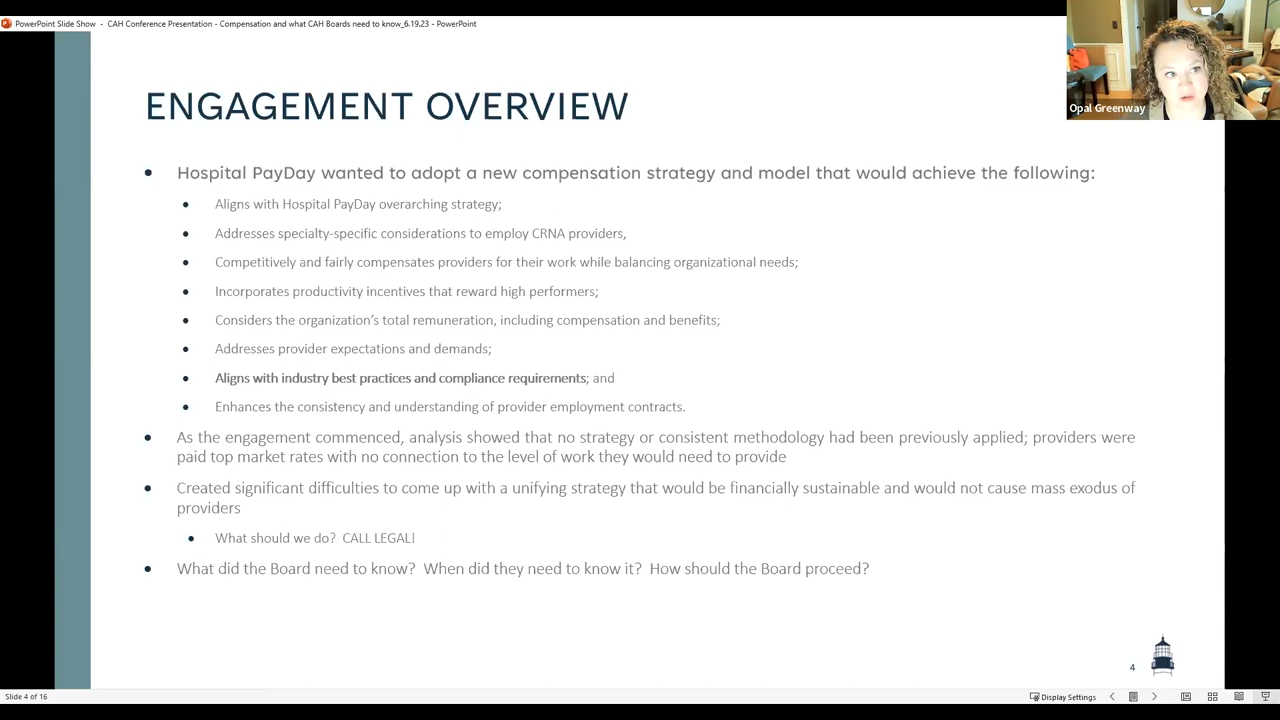 PowerPoint Slide Show - CAH Conference Presentation - Compensation and what CAH Boards need to know_6.19.23 - PowerPoint
Opal Greenway
ENGAGEMENT OVERVIEW
• Hospital PayDay wanted to adopt a new compensation strategy and model that would achieve the following:
• Aligns with Hospital PayDay overarching strategy;
• Addresses specialty-specific considerations to employ CRNA providers,
• Competitively and fairly compensates providers for their work while balancing organizational needs;
• Incorporates productivity incentives that reward high performers;
• Considers the organization's total remuneration, including compensation and benefits;
• Addresses provider expectations and demands;
• Aligns with industry best practices and compliance requirements; and
• Enhances the consistency and understanding of provider employment contracts.
• As the engagement commenced, analysis showed that no strategy or consistent methodology had been previously applied; providers were
paid top market rates with no connection to the level of work they would need to provide
• Created significant difficulties to come up with a unifying strategy that would be financially sustainable and would not cause mass exodus of
providers
• What should we do? CALL LEGAL!
• What did the Board need to know? When did they need to know it? How should the Board proceed?
4
Slide 4 of 16
Display Settings